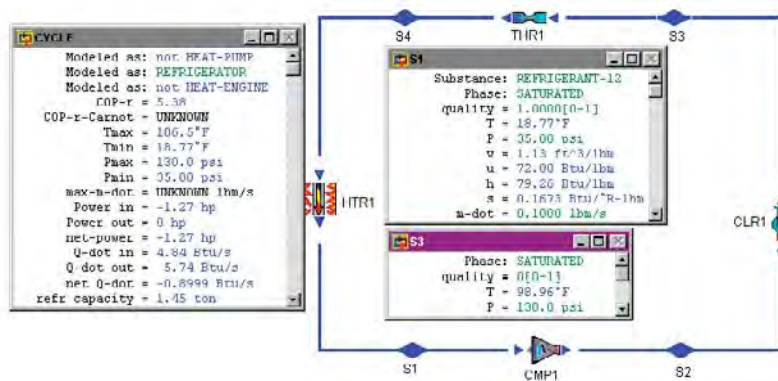 S4
THR1
S3
CYCLE
Modeled as: not HEAT-PUMP
Modeled as: REFRIGERATOR
Modeled as: not HEAT-ENGINE
COP-r = 5.38
COP-r-Carnot = UNKNOWN
Tmax = 106.5°F
Tmin = 18.77°F
Pmax = 130.0 psi
Pmin = 35.00 psi
max-m-dot = UNKNOWN lbm/s
Power in = -1.27 hp
Power out = 0 hp
net-power = -1.27 hp
Q-dot in = 4.84 Btu/s
Q-dot out = 5.74 Btu/s
net Q-dot = -0.8999 Btu/s
refr capacity = 1.45 ton
S1
Substance: REFRIGERANT-12
Phase: SATURATED
quality = 1.0000[0-1]
T = 18.77°F
P = 35.00 psi
v = 1.13 ft^3/lbm
u = 72.00 Btu/lbm
h = 79.26 Btu/lbm
s = 0.1673 Btu/°R-lbm
m-dot = 0.1000 lbm/s
HTR1
CLR1
S3
Phase: SATURATED
quality = 0[0-1]
T = 98.96°F
P = 130.0 psi
S1
CMP1
S2